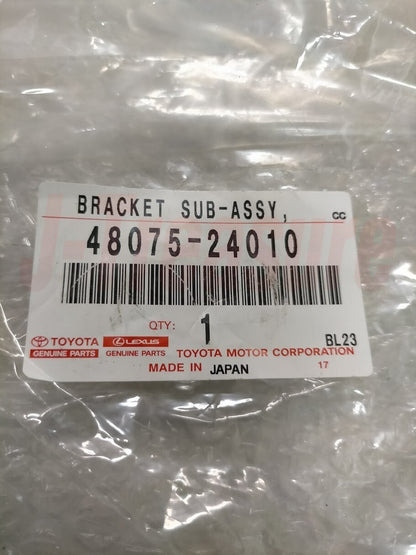 BRACKET SUB-ASSY, CC
48075-24010
QTY: 1
BL23
TOYOTA LEXUS
GENUINE PARTS GENUINE PARTS TOYOTA MOTOR CORPORATION
MADE IN JAPAN 17